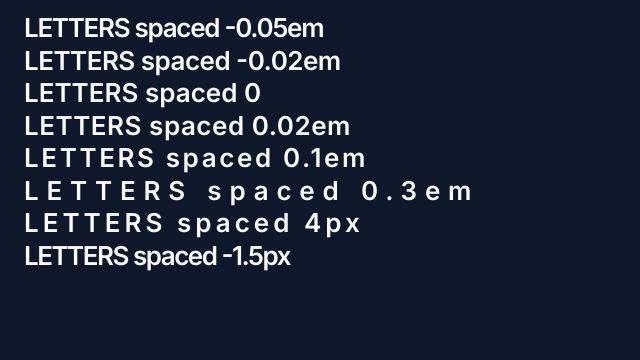 LETTERS spaced -0.05em
LETTERS spaced -0.02em
LETTERS spaced 0
LETTERS spaced 0.02em
LETTERS spaced 0.1em
LETTERS spaced 0.3em
LETTERS spaced 4px
LETTERS spaced -1.5px